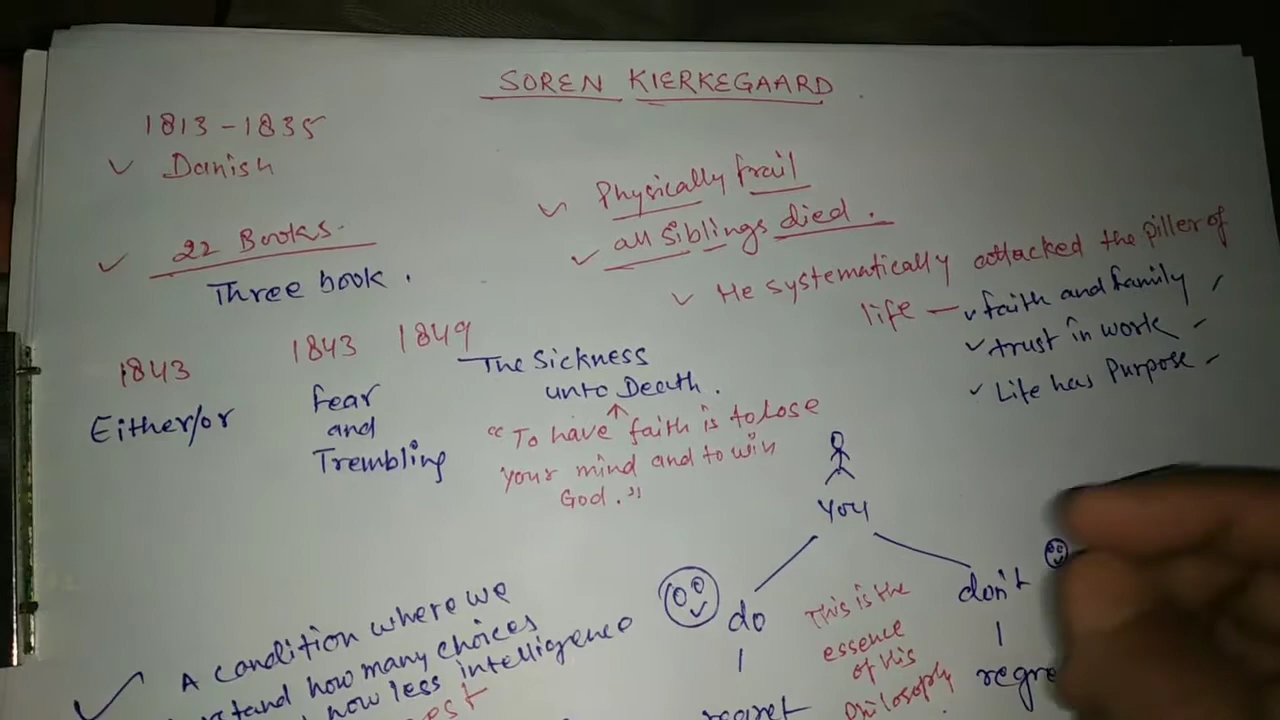 SOREN KIERKEGAARD
1813-1835
Danish
22 Books.
Three book.
Physically frail
all siblings died.
He systematically attacked the piller of
life - faith and family
trust in work
Life has Purpose
1843
Either/or
1843
fear
and
Trembling
1849
The Sickness
unto Death.
"To have faith is to lose
your mind and to win
God."
you
do
don't
regret
regre
This is the
essence
of His
Philosophy
A condition where we
how many choices
how less intelligence